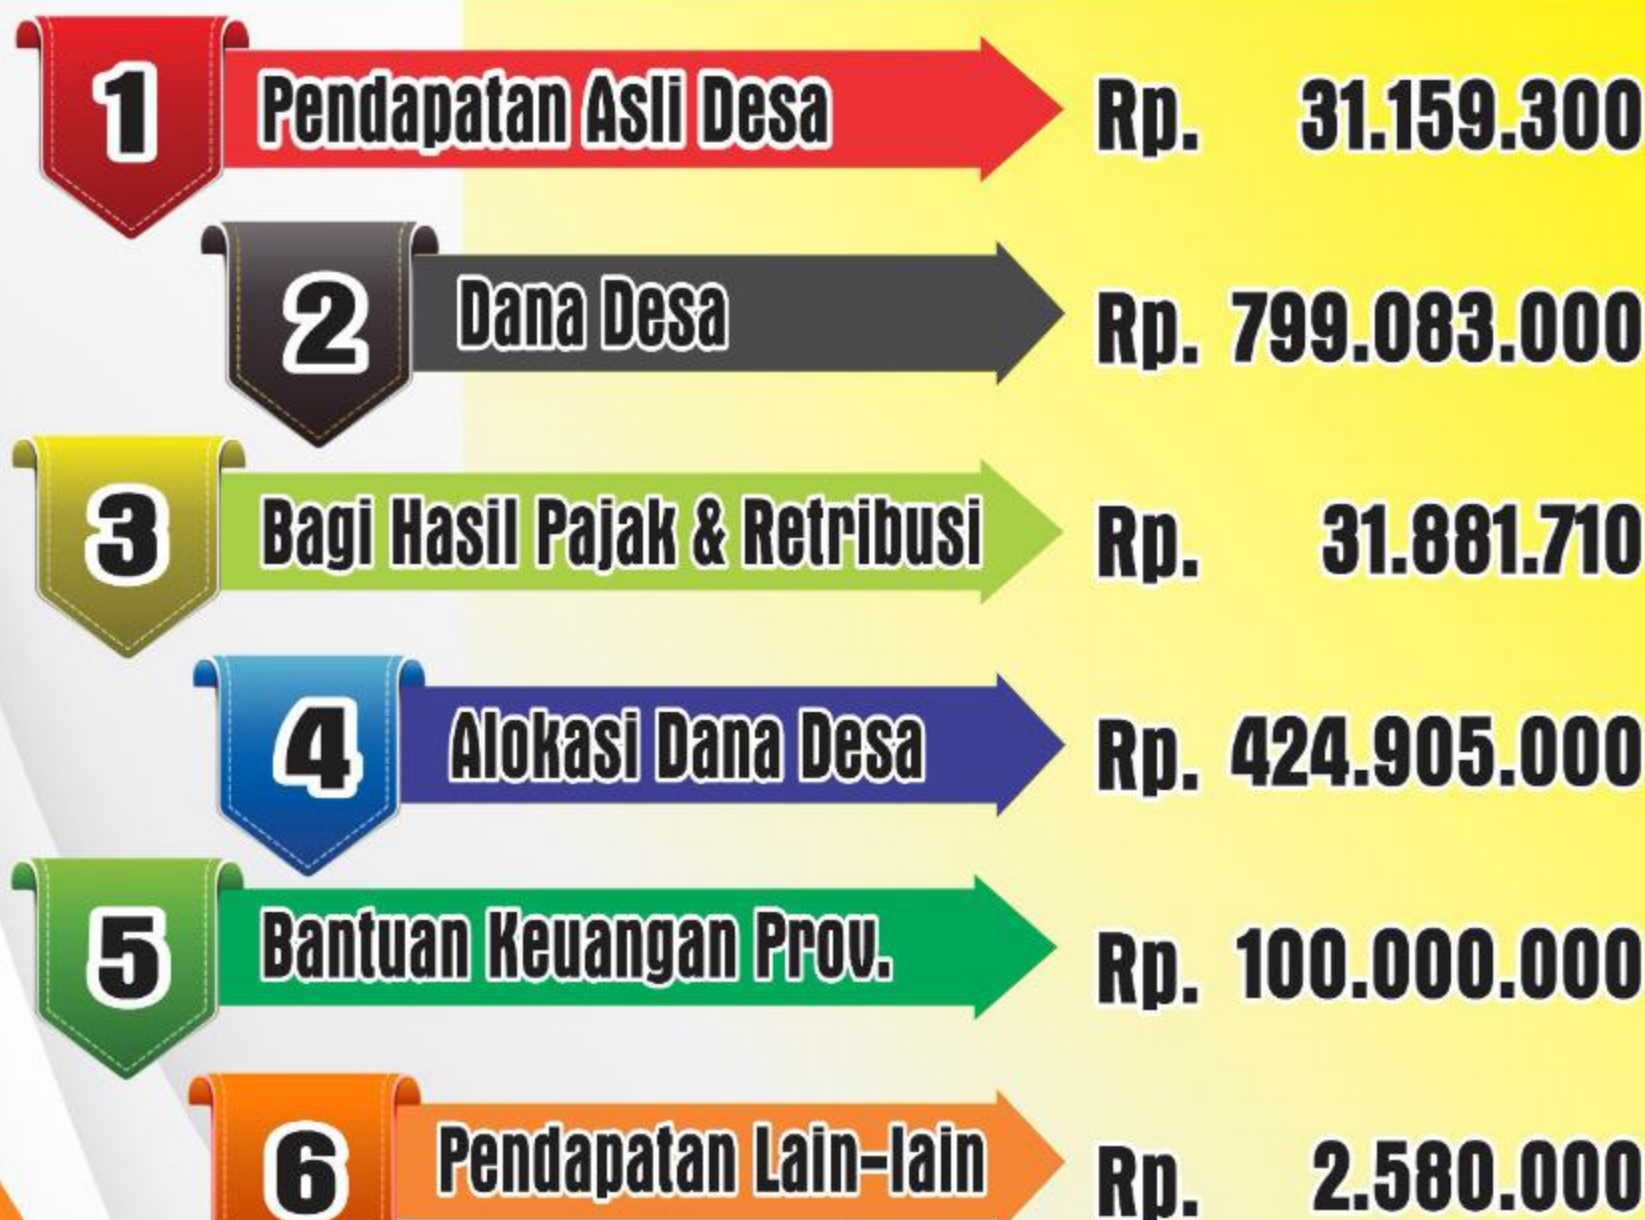 1 Pendapatan Asli Desa Rp. 31.159.300
2 Dana Desa Rp. 799.083.000
3 Bagi Hasil Pajak & Retribusi Rp. 31.881.710
4 Alokasi Dana Desa Rp. 424.905.000
5 Bantuan Keuangan Prov. Rp. 100.000.000
6 Pendapatan Lain-lain Rp. 2.580.000